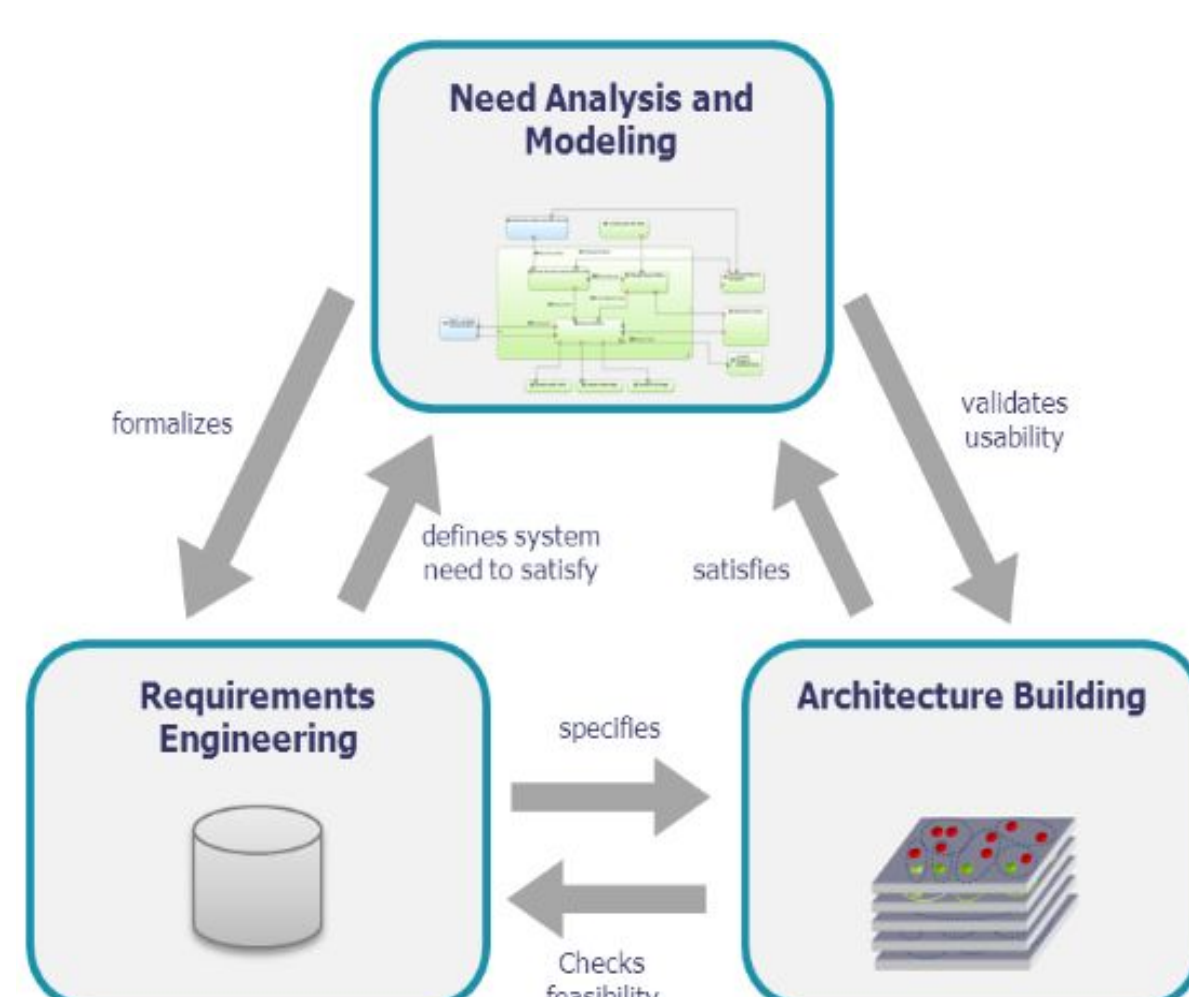 Need Analysis and
Modeling
formalizes
validates
usability
defines system
need to satisfy
satisfies
Requirements
Engineering
specifies
Architecture Building
Checks
feasibility